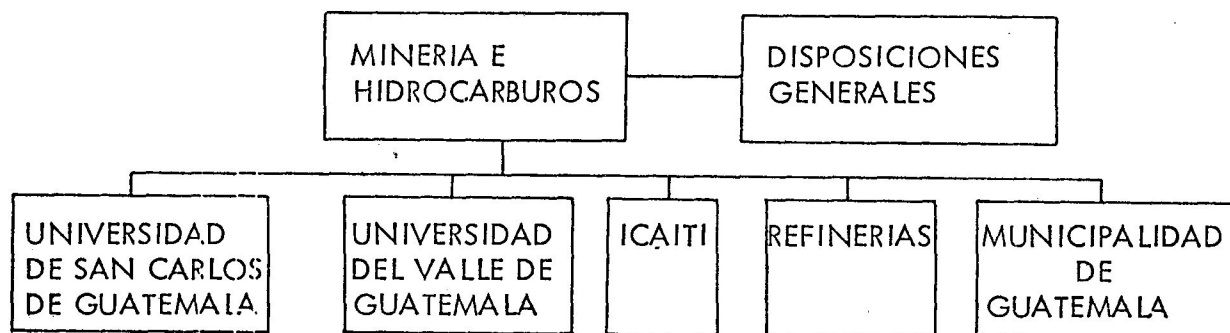 MINERIA E
HIDROCARBUROS
DISPOSICIONES
GENERALES
UNIVERSIDAD
DE SAN CARLOS
DE GUATEMALA
UNIVERSIDAD
DEL VALLE DE
GUATEMALA
ICAITI
REFINERIAS
MUNICIPALIDAD
DE
GUATEMALA